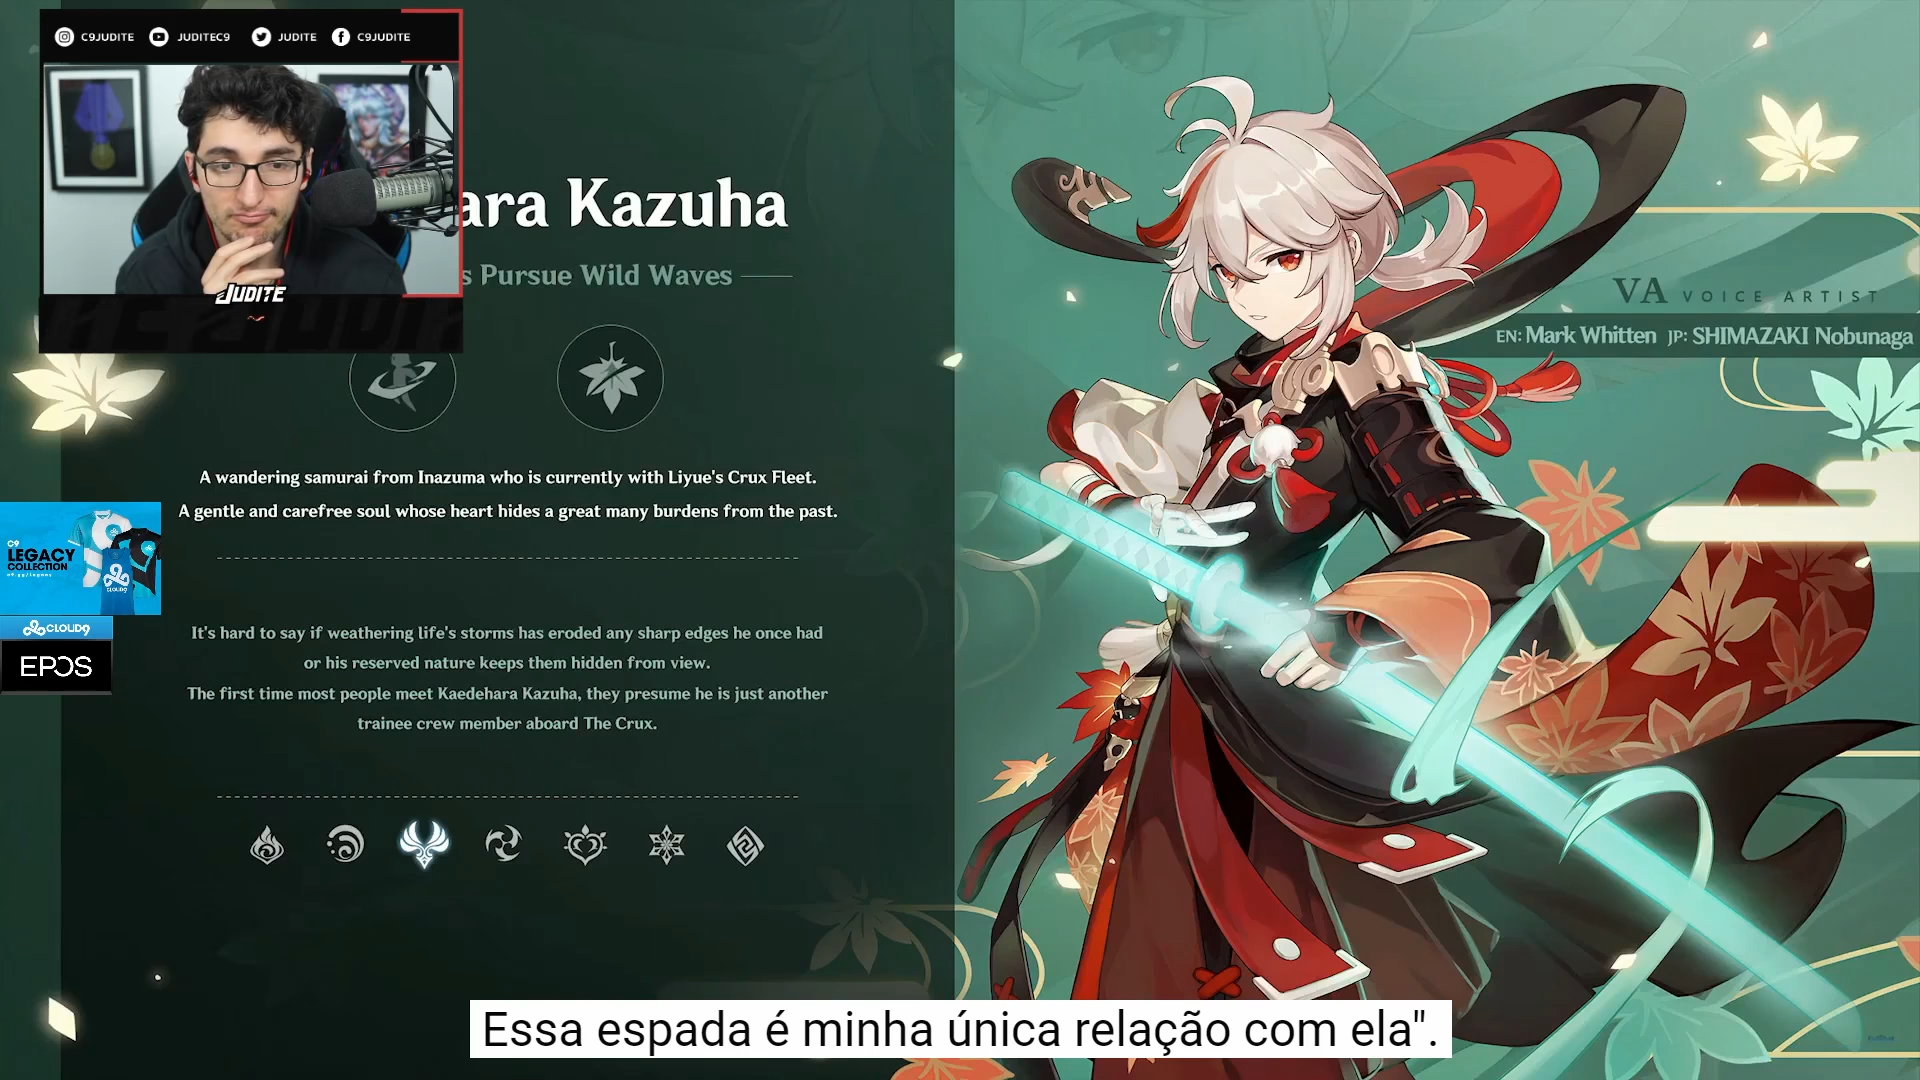 C9JUDITE JUDITEC9 JUDITE C9JUDITE
JUDITE
ara Kazuha
s Pursue Wild Waves
VA VOICE ARTIST
EN: Mark Whitten JP: SHIMAZAKI Nobunaga
A wandering samurai from Inazuma who is currently with Liyue's Crux Fleet.
A gentle and carefree soul whose heart hides a great many burdens from the past.
C9
LEGACY
COLLECTION
c9.gg/legacy
CLOUD9
CLOUD9
EPOS
It's hard to say if weathering life's storms has eroded any sharp edges he once had
or his reserved nature keeps them hidden from view.
The first time most people meet Kaedehara Kazuha, they presume he is just another
trainee crew member aboard The Crux.
Essa espada é minha única relação com ela".